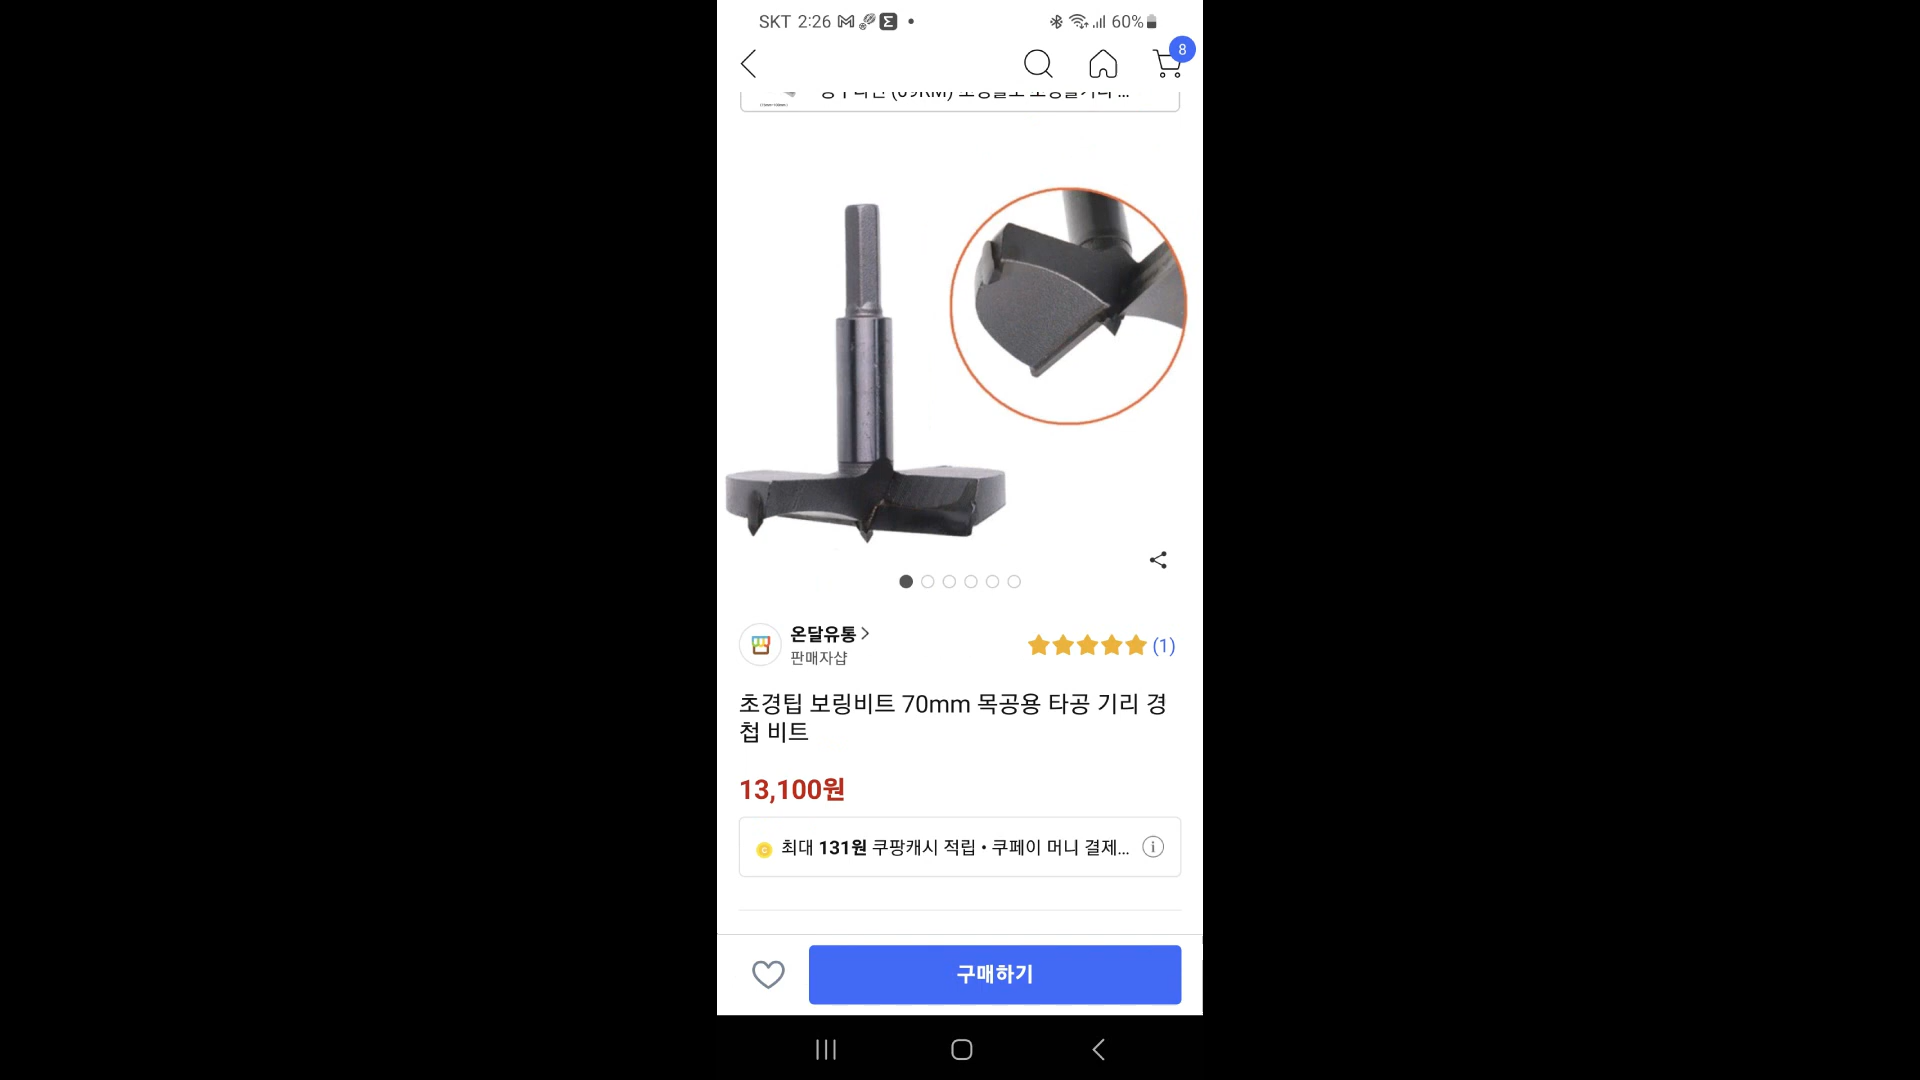 SKT 2:26 60%
8
온달유통
판매자샵
(1)
초경팁 보링비트 70mm 목공용 타공 기리 경
첩 비트
13,100원
최대 131원 쿠팡캐시 적립 • 쿠페이 머니 결제...
구매하기